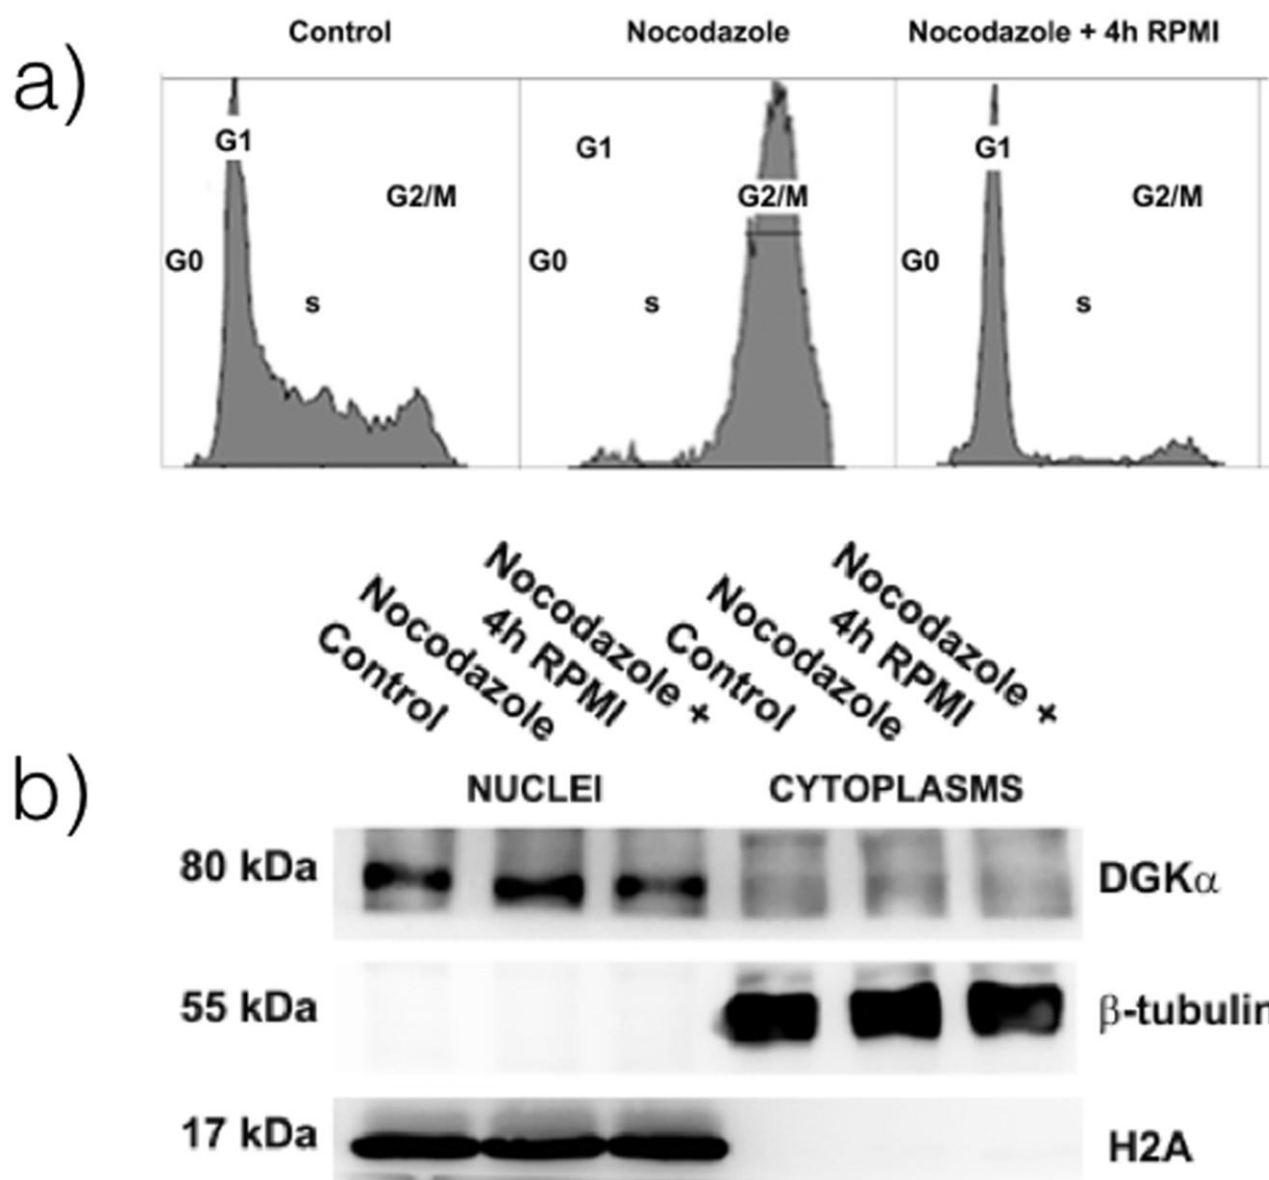 a)
Control
Nocodazole
Nocodazole + 4h RPMI
G1
G2/M
G0
s
G1
G2/M
G0
s
G1
G2/M
G0
s
b)
Control
Nocodazole
Nocodazole +
4h RPMI
Control
Nocodazole
Nocodazole +
4h RPMI
NUCLEI
CYTOPLASMS
80 kDa
DGKα
55 kDa
β-tubulin
17 kDa
H2A